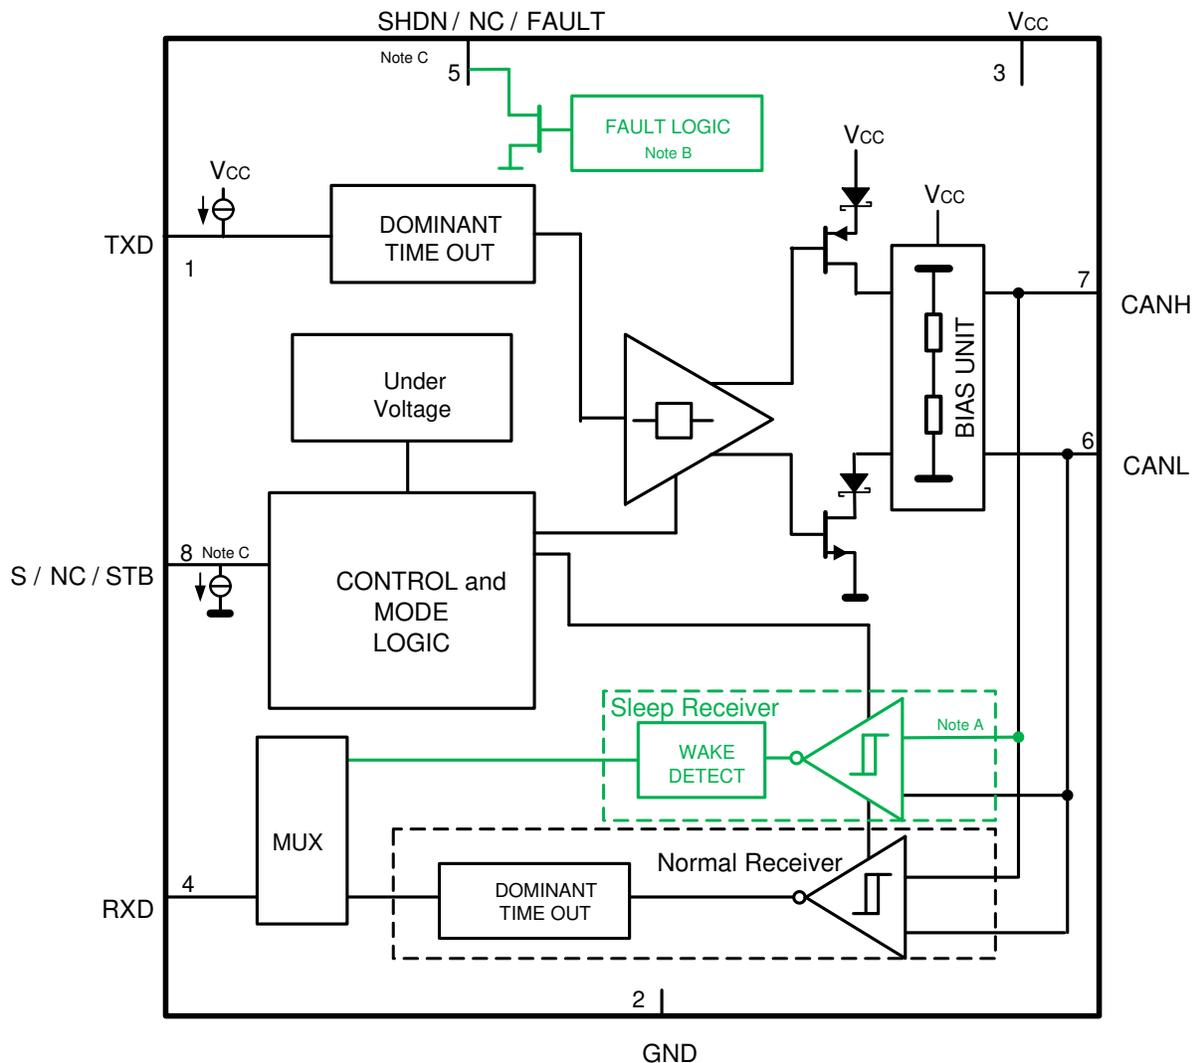 SHDN / NC / FAULT
VCC
Note C
5
3
FAULT LOGIC
Note B
VCC
VCC
VCC
DOMINANT
TIME OUT
TXD
1
7
CANH
BIAS UNIT
Under
Voltage
6
CANL
8 Note C
S / NC / STB
CONTROL and
MODE
LOGIC
Sleep Receiver
Note A
WAKE
DETECT
MUX
Normal Receiver
4
DOMINANT
TIME OUT
RXD
2
GND